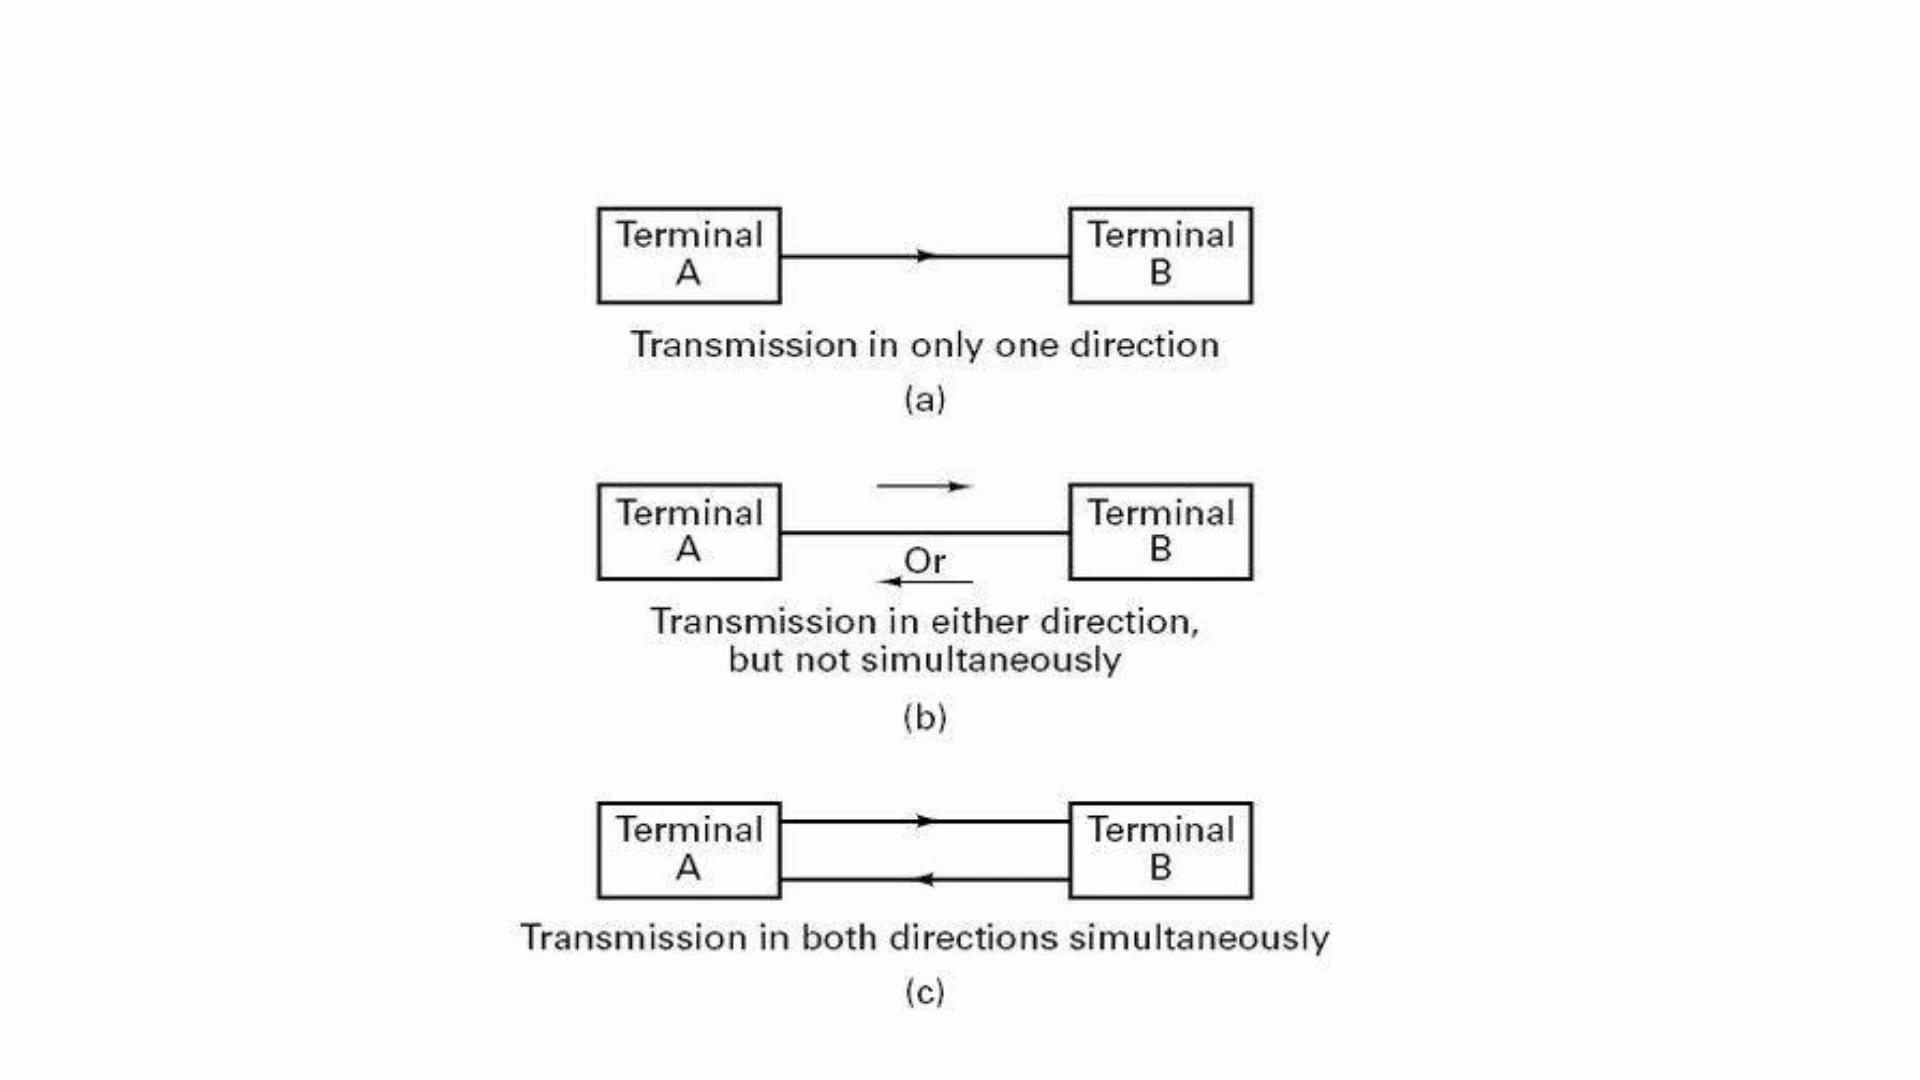 Terminal
A
Terminal
B
Transmission in only one direction
(a)
Terminal
A
Or
Terminal
B
Transmission in either direction,
but not simultaneously
(b)
Terminal
A
Terminal
B
Transmission in both directions simultaneously
(c)